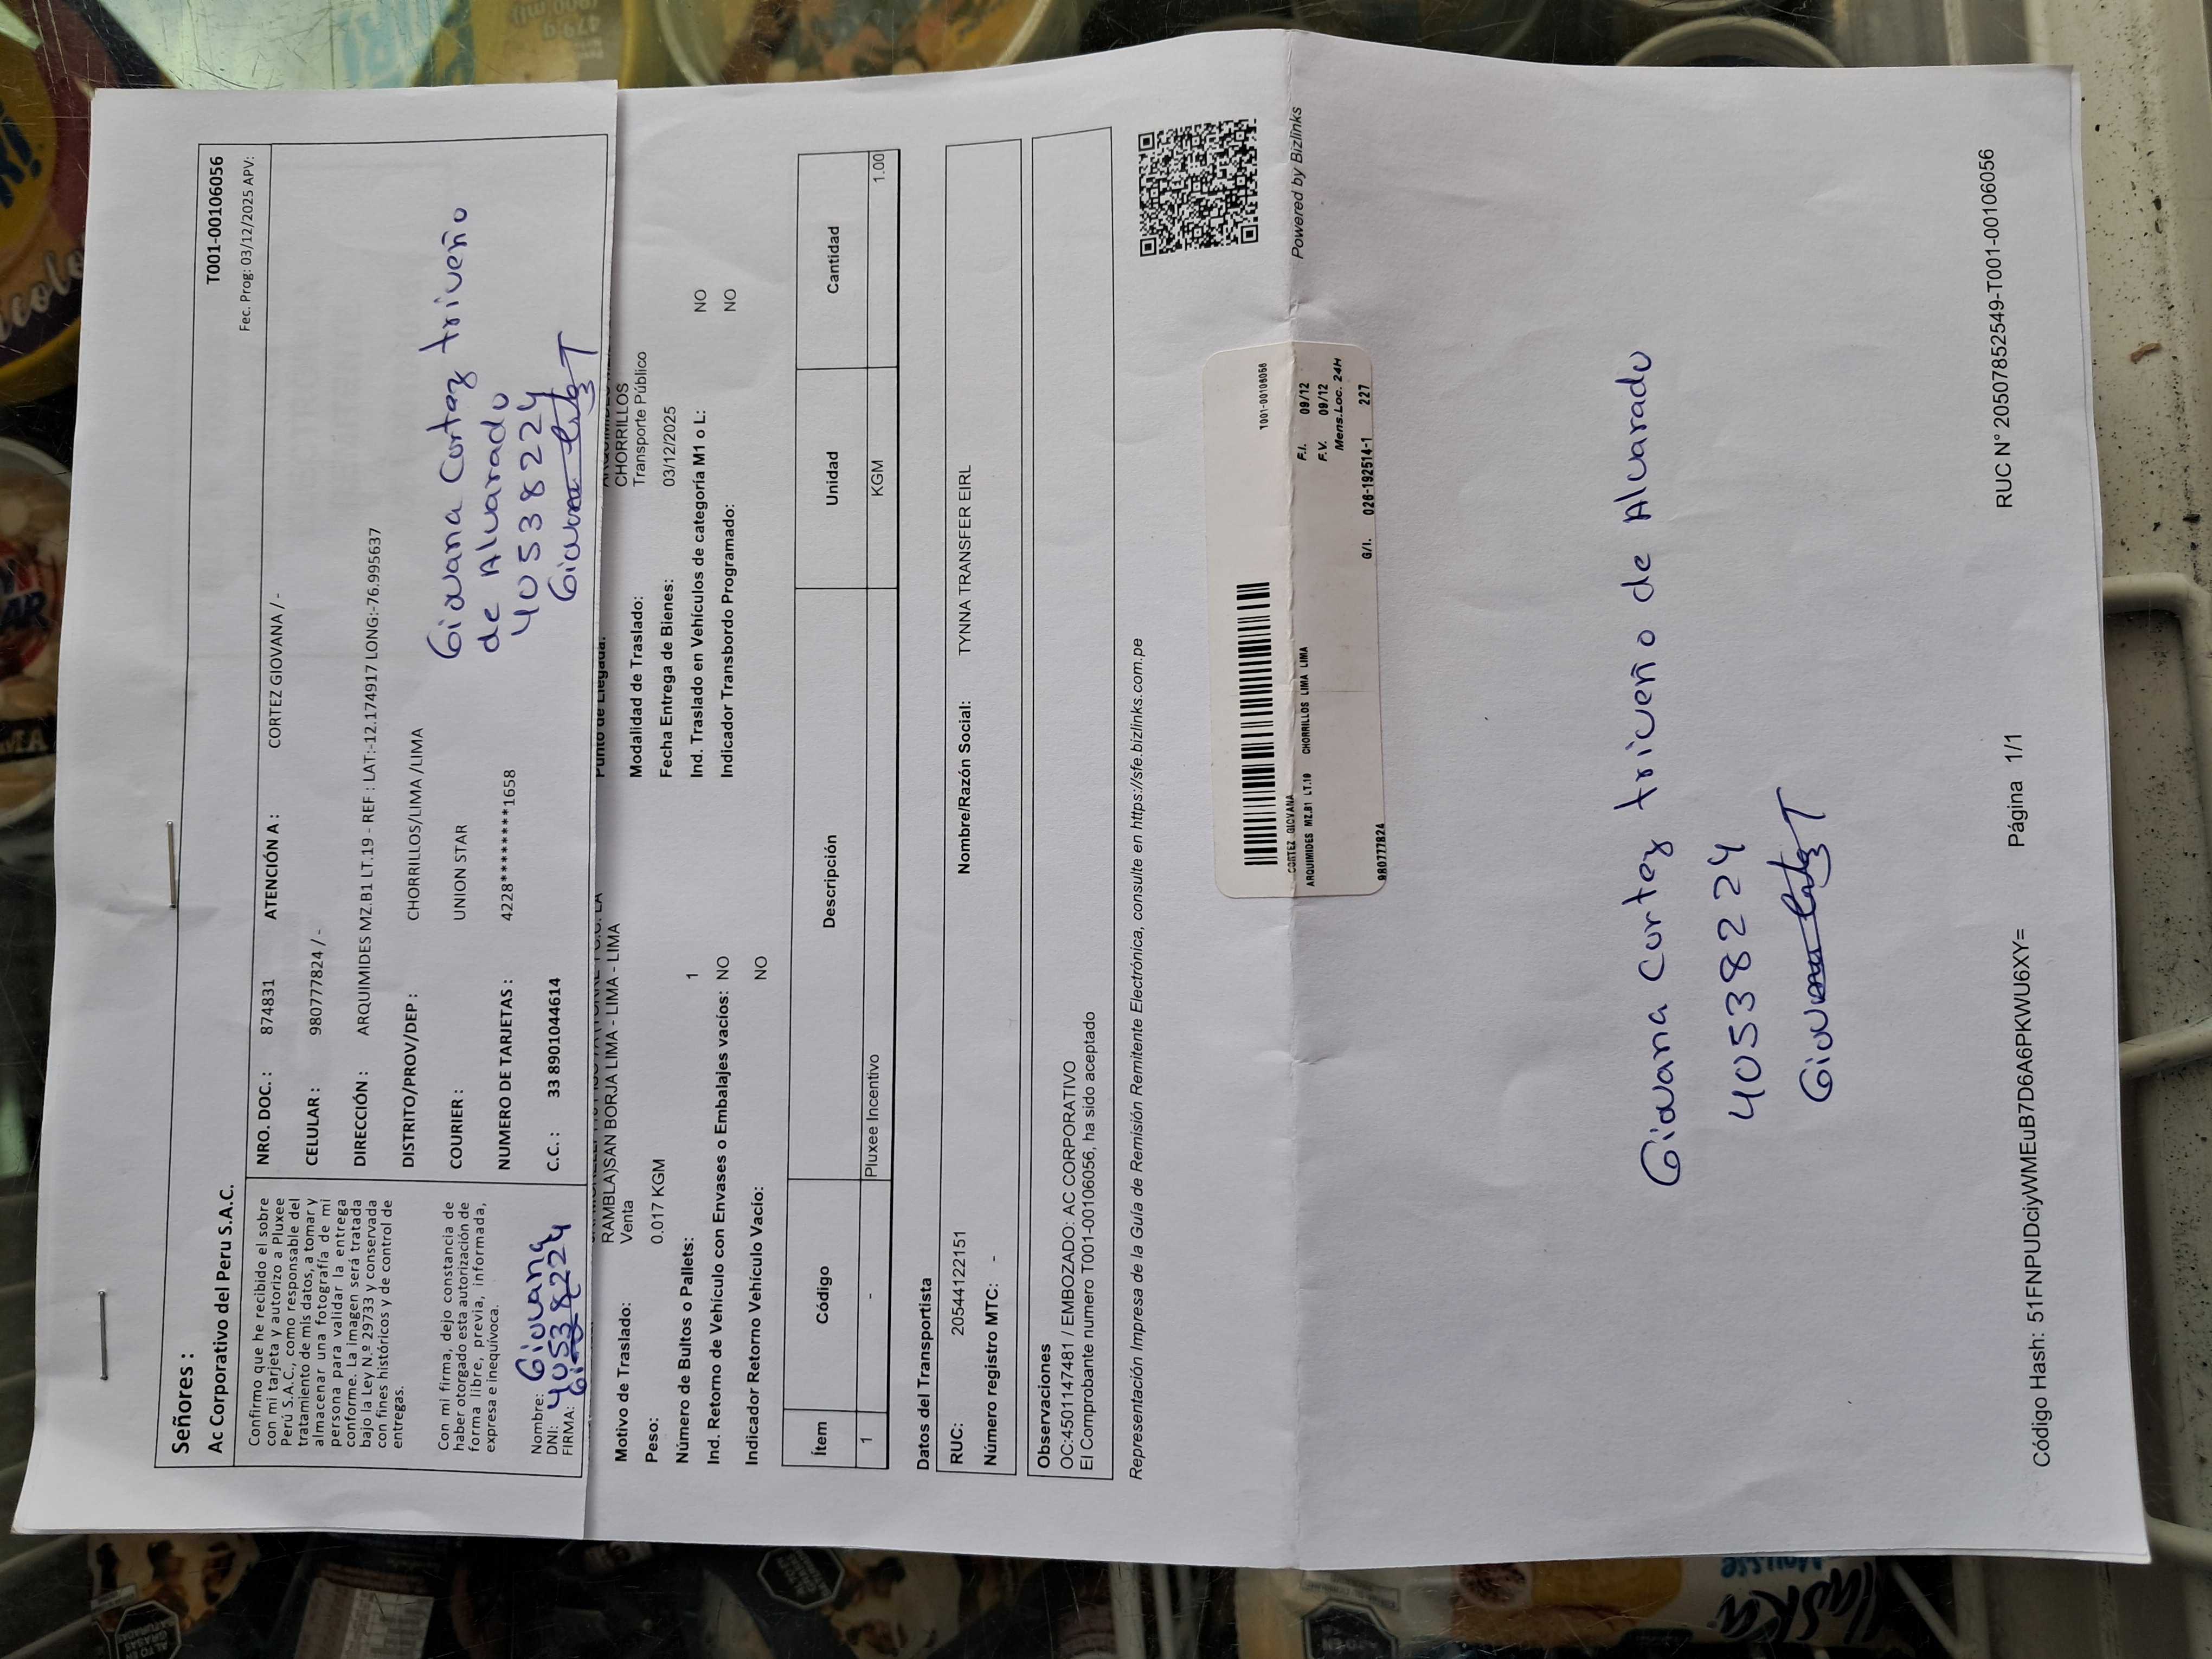 Señores :
Ac Corporativo del Peru S.A.C.
T001-00106056
Fec. Prog: 03/12/2025 APV:
Confirmo que he recibido el sobre
con mi tarjeta y autorizo a Pluxee
Perú S.A.C., como responsable del
tratamiento de mis datos, a tomar y
almacenar una fotografía de mi
persona para validar la entrega
conforme. La imagen será tratada
bajo la Ley N.º 29733 y conservada
con fines históricos y de control de
entregas.
Con mi firma, dejo constancia de
haber otorgado esta autorización de
forma libre, previa, informada,
expresa e inequívoca.
Nombre: Giovana
DNI: 40538224
FIRMA:
NRO. DOC. : 874831 ATENCIÓN A : CORTEZ GIOVANA / -
CELULAR : 980777824 / -
DIRECCIÓN : ARQUIMIDES MZ.B1 LT.19 - REF : LAT:-12.174917 LONG:-76.995637
DISTRITO/PROV/DEP : CHORRILLOS/LIMA /LIMA
COURIER : UNION STAR
NUMERO DE TARJETAS : 4228********1658
C.C. : 33 8901044614
Giovana Cortez triveño
de Alvarado
40538224
RAMBLA)SAN BORJA LIMA - LIMA - LIMA
Punto de Llegada:
CHORRILLOS
Motivo de Traslado: Venta
Modalidad de Traslado: Transporte Público
Peso: 0.017 KGM
Fecha Entrega de Bienes: 03/12/2025
Número de Bultos o Pallets: 1
Ind. Traslado en Vehículos de categoría M1 o L: NO
Ind. Retorno de Vehículo con Envases o Embalajes vacíos: NO
Indicador Transbordo Programado: NO
Indicador Retorno Vehículo Vacío: NO
Ítem Código Descripción Unidad Cantidad
1 - Pluxee Incentivo KGM 1.00
Datos del Transportista
RUC: 20544122151 Nombre/Razón Social: TYNNA TRANSFER EIRL
Número registro MTC: -
Observaciones
OC:4501147481 / EMBOZADO: AC CORPORATIVO
El Comprobante numero T001-00106056, ha sido aceptado
Representación Impresa de la Guía de Remisión Remitente Electrónica, consulte en https://sfe.bizlinks.com.pe
Powered by Bizlinks
T001-00106056
CORTEZ GIOVANA
ARQUIMIDES MZ.B1 LT.19 CHORRILLOS LIMA LIMA
F.I. 09/12
F.V. 09/12
Mens.Loc. 24H
G/I. 026-192514-1 227
980777824
Giovana Cortez triveño de Alvarado
40538224
RUC N° 20507852549-T001-00106056
Código Hash: 51FNPUDciyWMEuB7D6A6PKWU6XY= Página 1/1